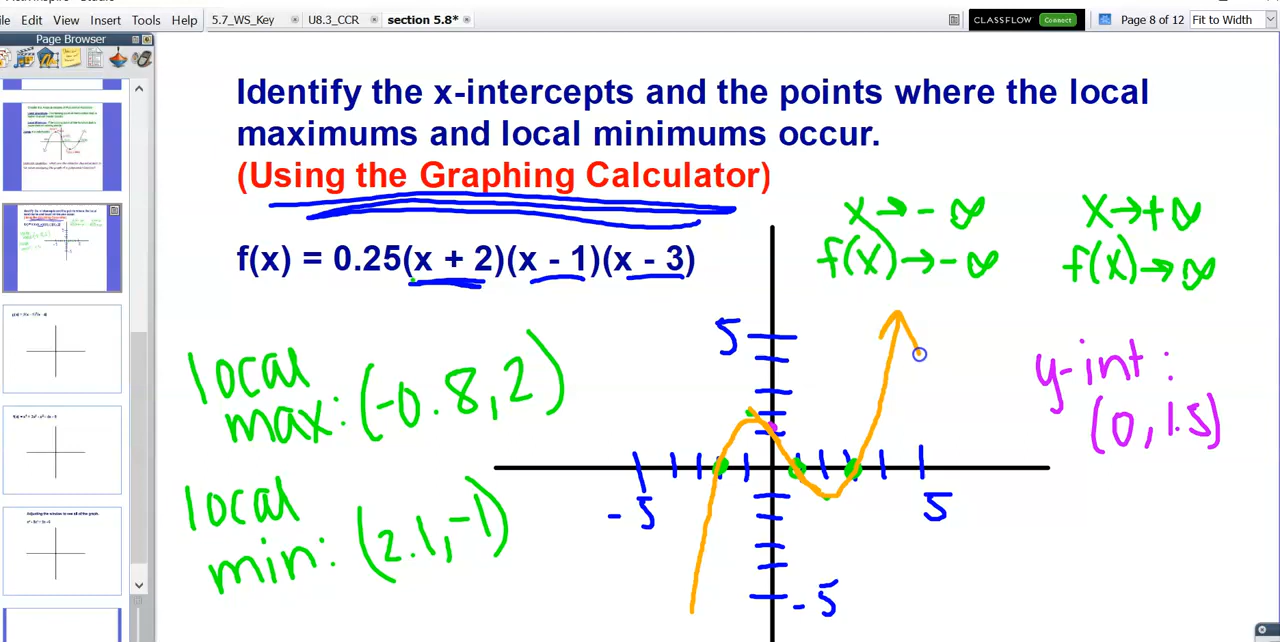 File Edit View Insert Tools Help
5.7_WS_Key
U8.3_CCR
section 5.8*
CLASSFLOW Connect
Page 8 of 12
Fit to Width
Page Browser
Identify the x-intercepts and the points where the local
maximums and local minimums occur.
(Using the Graphing Calculator)
f(x) = 0.25(x + 2)(x - 1)(x - 3)
x → - ∞
f(x) → - ∞
x → + ∞
f(x) → ∞
local
max: (-0.8, 2)
local
min: (2.1, -1)
y-int:
(0, 1.5)
5
-5
5
-5